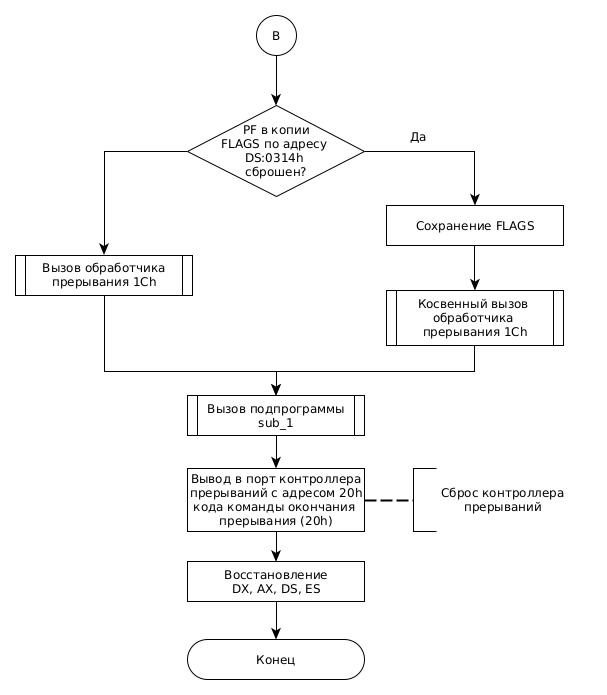 В
PF в копии
FLAGS по адресу
DS:0314h
сброшен?
Да
Сохранение FLAGS
Вызов обработчика
прерывания 1Ch
Косвенный вызов
обработчика
прерывания 1Ch
Вызов подпрограммы
sub_1
Вывод в порт контроллера
прерываний с адресом 20h
кода команды окончания
прерывания (20h)
Сброс контроллера
прерываний
Восстановление
DX, AX, DS, ES
Конец